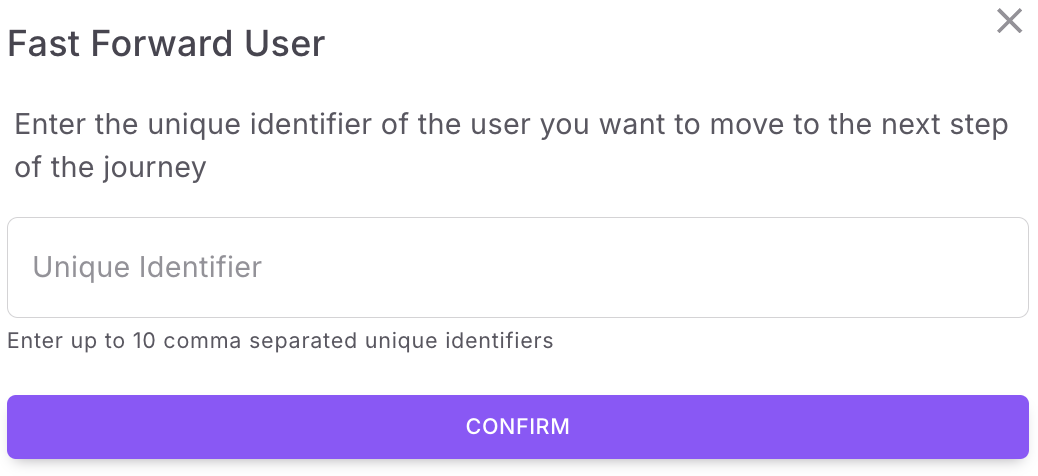 Fast Forward User
Enter the unique identifier of the user you want to move to the next step
of the journey
Unique Identifier
Enter up to 10 comma separated unique identifiers
CONFIRM